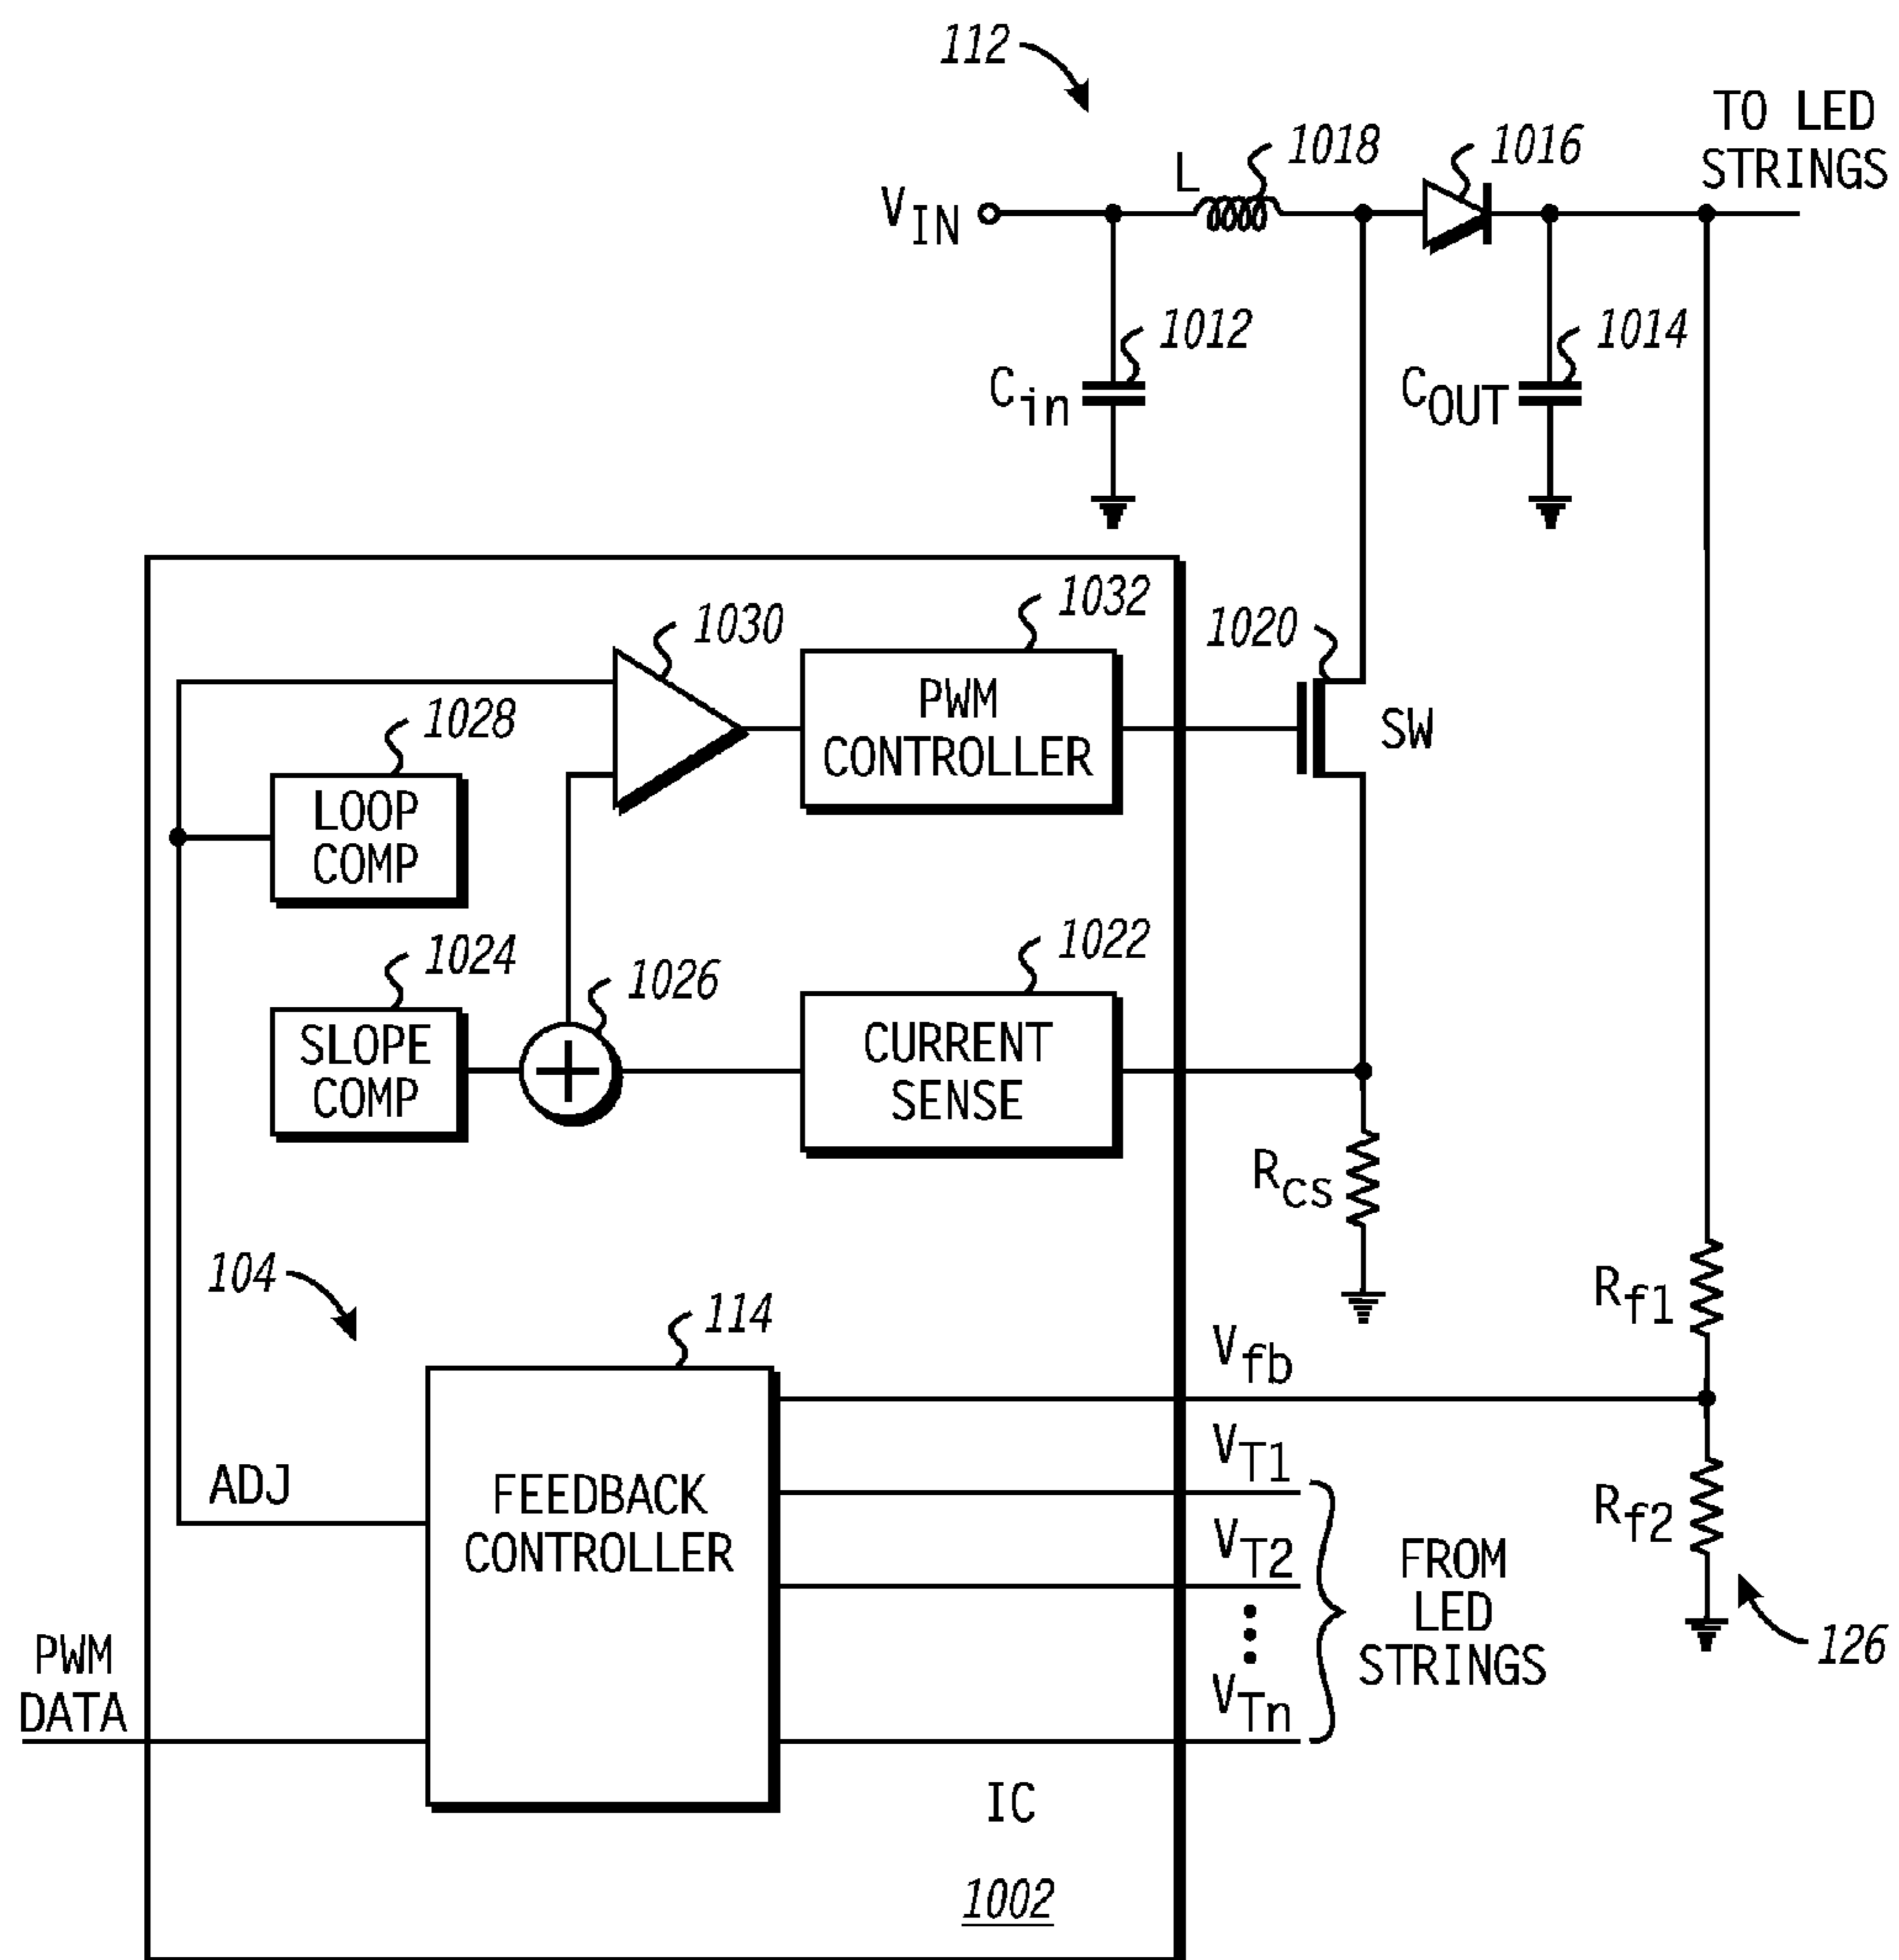 112
TO LED
STRINGS
L
1018
1016
VIN
1012
1014
Cin
COUT
1030
1032
1020
PWM
CONTROLLER
SW
1028
LOOP
COMP
1024
1026
1022
SLOPE
COMP
+
CURRENT
SENSE
RCS
104
114
Rf1
Vfb
VT1
ADJ
FEEDBACK
CONTROLLER
VT2
Rf2
FROM
LED
STRINGS
VTn
126
PWM
DATA
IC
1002